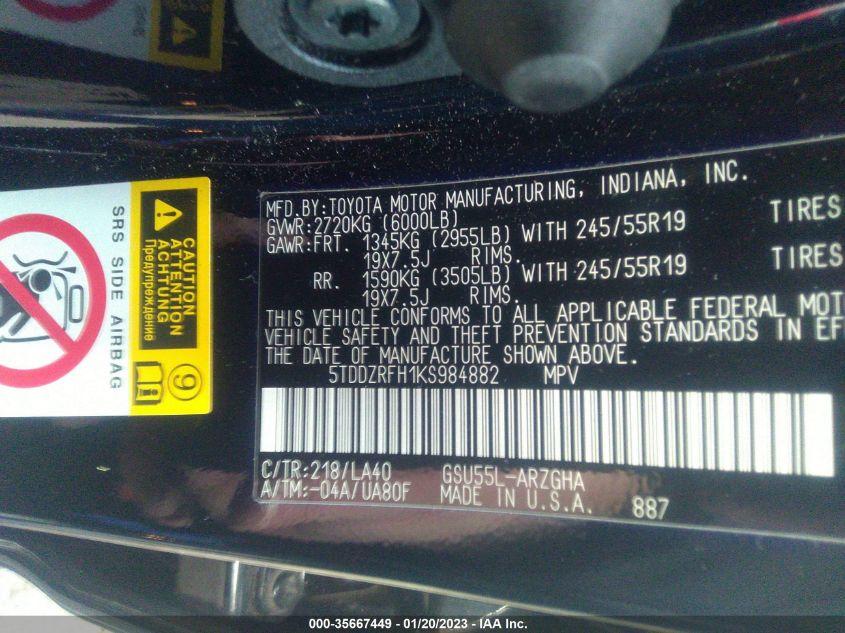 MFD.BY:TOYOTA MOTOR MANUFACTURING, INDIANA, INC.
GVWR:2720KG (6000LB)
GAWR:FRT. 1345KG (2955LB) WITH 245/55R19 TIRES
19X7.5J RIMS.
RR. 1590KG (3505LB) WITH 245/55R19 TIRES
19X7.5J RIMS.
THIS VEHICLE CONFORMS TO ALL APPLICABLE FEDERAL MOT
VEHICLE SAFETY AND THEFT PREVENTION STANDARDS IN EF
THE DATE OF MANUFACTURE SHOWN ABOVE.
5TDDZRFH1KS984882 MPV
C/TR:218/LA40 GSU55L-ARZGHA
A/TM:-04A/UA80F MADE IN U.S.A. 887
SRS SIDE AIRBAG
CAUTION
ATTENTION
ACHTUNG
Предупреждение
9
000-35667449 - 01/20/2023 - IAA Inc.